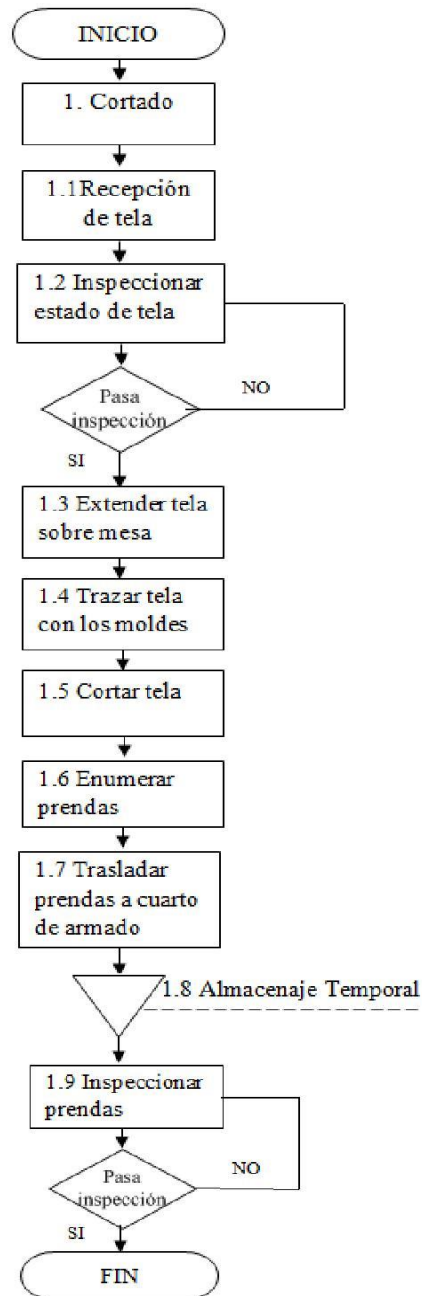 INICIO
1. Cortado
1.1Recepción
de tela
1.2 Inspeccionar
estado de tela
Pasa
inspección
NO
SI
1.3 Extender tela
sobre mesa
1.4 Trazar tela
con los moldes
1.5 Cortar tela
1.6 Enumerar
prendas
1.7 Trasladar
prendas a cuarto
de armado
1.8 Almacenaje Temporal
1.9 Inspeccionar
prendas
Pasa
inspección
NO
SI
FIN